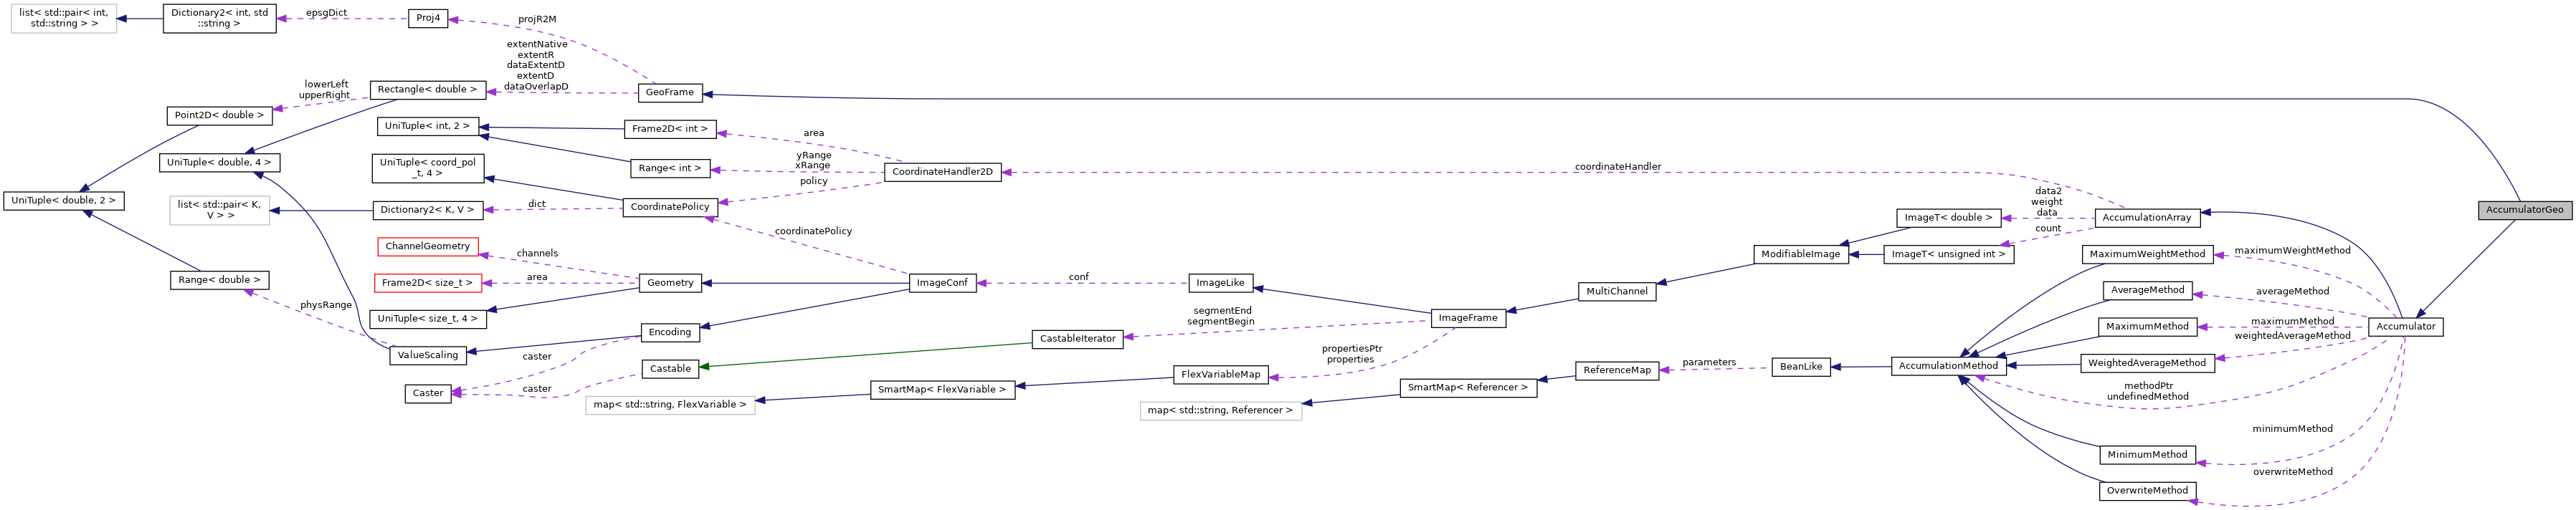 list< std::pair< int,
std::string > >
Dictionary2< int, std
::string >
epsgDict
Proj4
projR2M
extentNative
extentR
dataExtentD
extentD
dataOverlapD
lowerLeft
upperRight
Rectangle< double >
GeoFrame
Point2D< double >
UniTuple< int, 2 >
Frame2D< int >
area
UniTuple< double, 4 >
UniTuple< coord_pol
_t, 4 >
Range< int >
yRange
xRange
CoordinateHandler2D
coordinateHandler
policy
UniTuple< double, 2 >
list< std::pair< K,
V > >
Dictionary2< K, V >
dict
CoordinatePolicy
coordinatePolicy
data2
weight
data
ImageT< double >
AccumulationArray
count
AccumulatorGeo
ChannelGeometry
channels
ModifiableImage
ImageT< unsigned int >
MaximumWeightMethod
maximumWeightMethod
Range< double >
physRange
Frame2D< size_t >
area
Geometry
ImageConf
conf
ImageLike
MultiChannel
AverageMethod
averageMethod
UniTuple< size_t, 4 >
Encoding
segmentEnd
segmentBegin
ImageFrame
MaximumMethod
maximumMethod
Accumulator
weightedAverageMethod
CastableIterator
ValueScaling
caster
Castable
propertiesPtr
properties
FlexVariableMap
ReferenceMap
parameters
BeanLike
AccumulationMethod
WeightedAverageMethod
Caster
caster
map< std::string, FlexVariable >
SmartMap< FlexVariable >
map< std::string, Referencer >
SmartMap< Referencer >
methodPtr
undefinedMethod
minimumMethod
MinimumMethod
overwriteMethod
OverwriteMethod